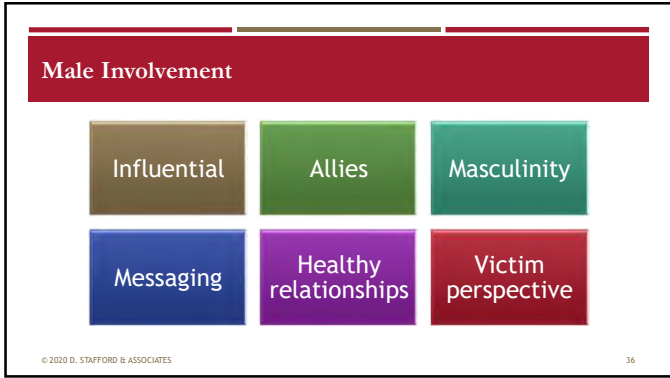 Male Involvement
Influential
Allies
Masculinity
Messaging
Healthy
relationships
Victim
perspective
© 2020 D. STAFFORD & ASSOCIATES
36